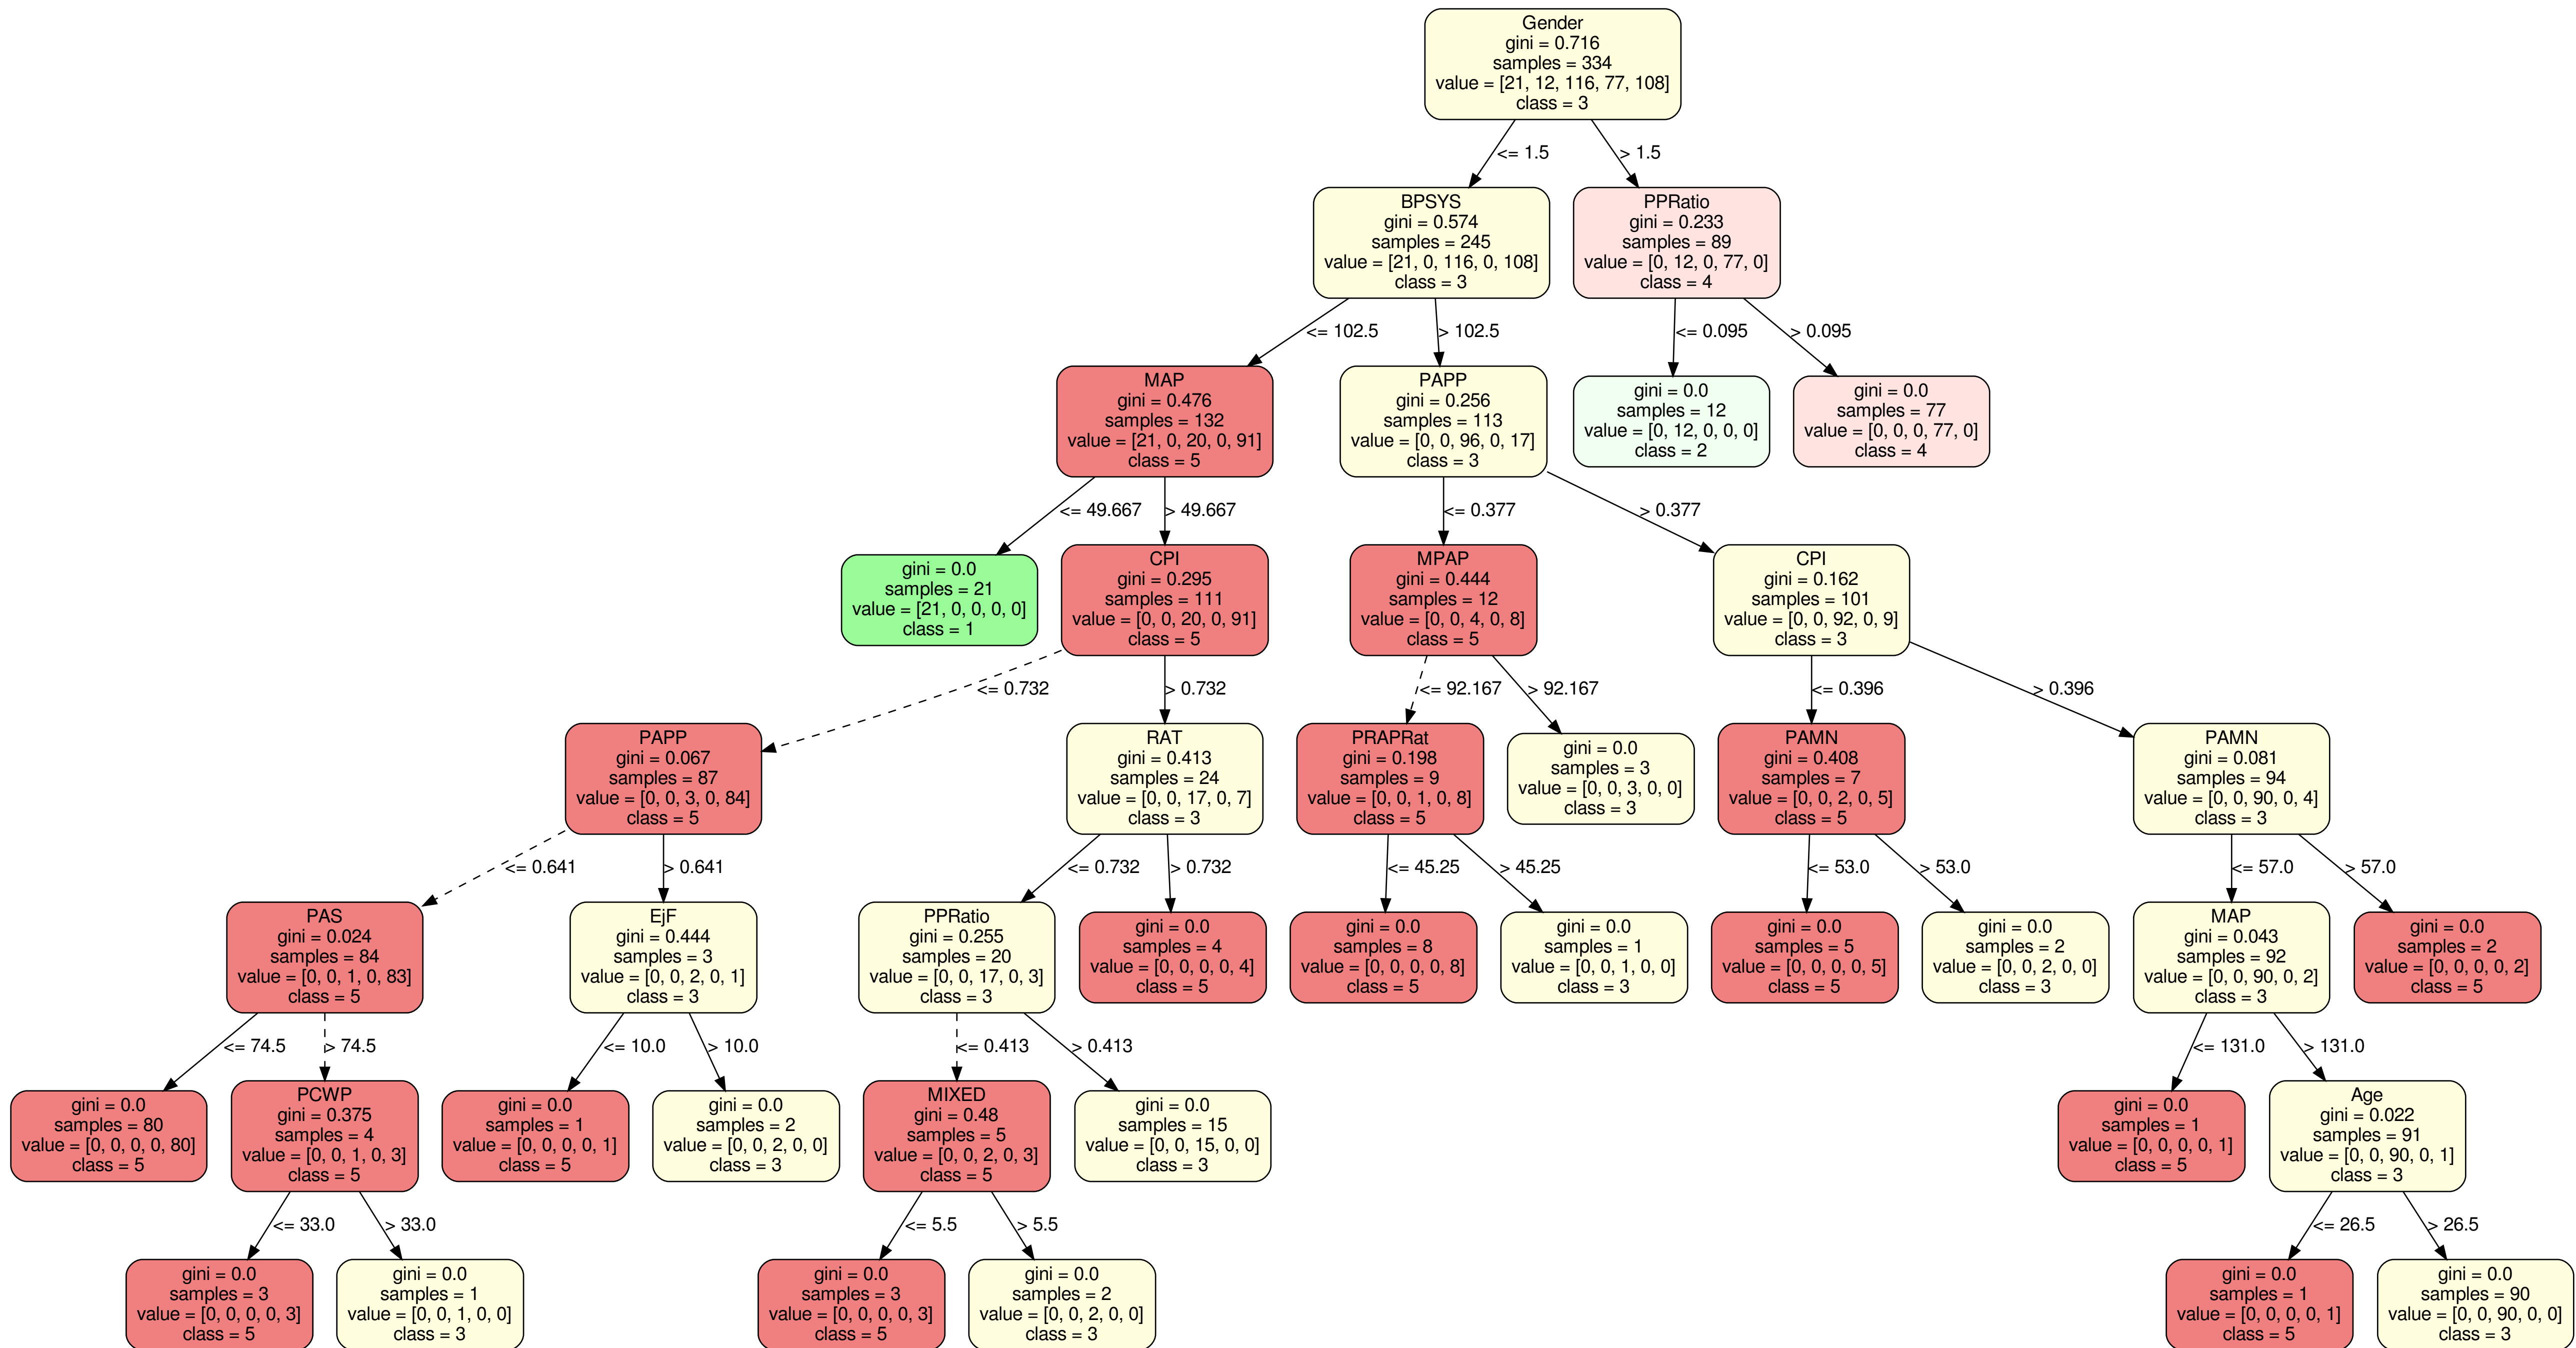 Gender
gini = 0.716
samples = 334
value = [21, 12, 116, 77, 108]
class = 3
<= 1.5
> 1.5
BPSYS
gini = 0.574
samples = 245
value = [21, 0, 116, 0, 108]
class = 3
PPRatio
gini = 0.233
samples = 89
value = [0, 12, 0, 77, 0]
class = 4
<= 102.5
> 102.5
<= 0.095
> 0.095
MAP
gini = 0.476
samples = 132
value = [21, 0, 20, 0, 91]
class = 5
PAPP
gini = 0.256
samples = 113
value = [0, 0, 96, 0, 17]
class = 3
gini = 0.0
samples = 12
value = [0, 12, 0, 0, 0]
class = 2
gini = 0.0
samples = 77
value = [0, 0, 0, 77, 0]
class = 4
<= 49.667
> 49.667
<= 0.377
> 0.377
gini = 0.0
samples = 21
value = [21, 0, 0, 0, 0]
class = 1
CPI
gini = 0.295
samples = 111
value = [0, 0, 20, 0, 91]
class = 5
MPAP
gini = 0.444
samples = 12
value = [0, 0, 4, 0, 8]
class = 5
CPI
gini = 0.162
samples = 101
value = [0, 0, 92, 0, 9]
class = 3
<= 0.732
> 0.732
<= 92.167
> 92.167
<= 0.396
> 0.396
PAPP
gini = 0.067
samples = 87
value = [0, 0, 3, 0, 84]
class = 5
RAT
gini = 0.413
samples = 24
value = [0, 0, 17, 0, 7]
class = 3
PRAPRat
gini = 0.198
samples = 9
value = [0, 0, 1, 0, 8]
class = 5
gini = 0.0
samples = 3
value = [0, 0, 3, 0, 0]
class = 3
PAMN
gini = 0.408
samples = 7
value = [0, 0, 2, 0, 5]
class = 5
PAMN
gini = 0.081
samples = 94
value = [0, 0, 90, 0, 4]
class = 3
<= 0.641
> 0.641
<= 0.732
> 0.732
<= 45.25
> 45.25
<= 53.0
> 53.0
<= 57.0
> 57.0
PAS
gini = 0.024
samples = 84
value = [0, 0, 1, 0, 83]
class = 5
EjF
gini = 0.444
samples = 3
value = [0, 0, 2, 0, 1]
class = 3
PPRatio
gini = 0.255
samples = 20
value = [0, 0, 17, 0, 3]
class = 3
gini = 0.0
samples = 4
value = [0, 0, 0, 0, 4]
class = 5
gini = 0.0
samples = 8
value = [0, 0, 0, 0, 8]
class = 5
gini = 0.0
samples = 1
value = [0, 0, 1, 0, 0]
class = 3
gini = 0.0
samples = 5
value = [0, 0, 0, 0, 5]
class = 5
gini = 0.0
samples = 2
value = [0, 0, 2, 0, 0]
class = 3
MAP
gini = 0.043
samples = 92
value = [0, 0, 90, 0, 2]
class = 3
gini = 0.0
samples = 2
value = [0, 0, 0, 0, 2]
class = 5
<= 74.5
> 74.5
<= 10.0
> 10.0
<= 0.413
> 0.413
<= 131.0
> 131.0
gini = 0.0
samples = 80
value = [0, 0, 0, 0, 80]
class = 5
PCWP
gini = 0.375
samples = 4
value = [0, 0, 1, 0, 3]
class = 5
gini = 0.0
samples = 1
value = [0, 0, 0, 0, 1]
class = 5
gini = 0.0
samples = 2
value = [0, 0, 2, 0, 0]
class = 3
MIXED
gini = 0.48
samples = 5
value = [0, 0, 2, 0, 3]
class = 5
gini = 0.0
samples = 15
value = [0, 0, 15, 0, 0]
class = 3
gini = 0.0
samples = 1
value = [0, 0, 0, 0, 1]
class = 5
Age
gini = 0.022
samples = 91
value = [0, 0, 90, 0, 1]
class = 3
<= 33.0
> 33.0
<= 5.5
> 5.5
<= 26.5
> 26.5
gini = 0.0
samples = 3
value = [0, 0, 0, 0, 3]
class = 5
gini = 0.0
samples = 1
value = [0, 0, 1, 0, 0]
class = 3
gini = 0.0
samples = 3
value = [0, 0, 0, 0, 3]
class = 5
gini = 0.0
samples = 2
value = [0, 0, 2, 0, 0]
class = 3
gini = 0.0
samples = 1
value = [0, 0, 0, 0, 1]
class = 5
gini = 0.0
samples = 90
value = [0, 0, 90, 0, 0]
class = 3